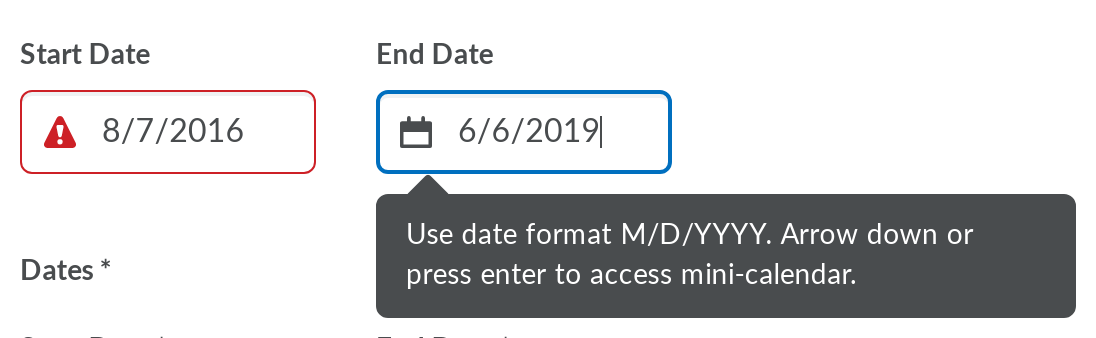 Start Date End Date
8/7/2016 6/6/2019
Use date format M/D/YYYY. Arrow down or
press enter to access mini-calendar.
Dates *